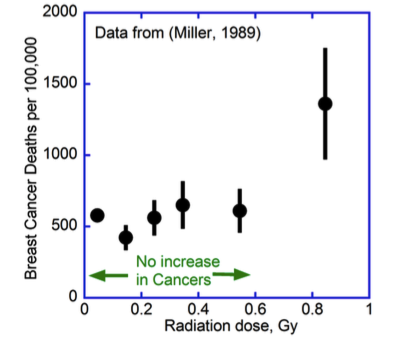 Data from (Miller, 1989)
Breast Cancer Deaths per 100,000
2000
1500
1000
500
0
No increase
in Cancers
0 0.2 0.4 0.6 0.8 1
Radiation dose, Gy